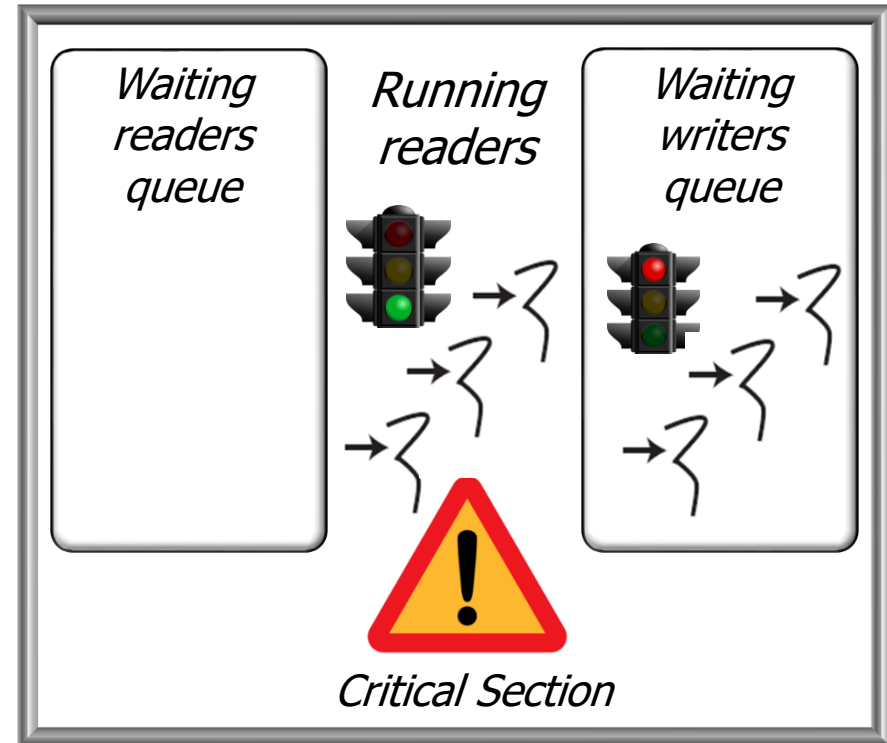 Waiting
readers
queue
Running
readers
Waiting
writers
queue
Critical Section